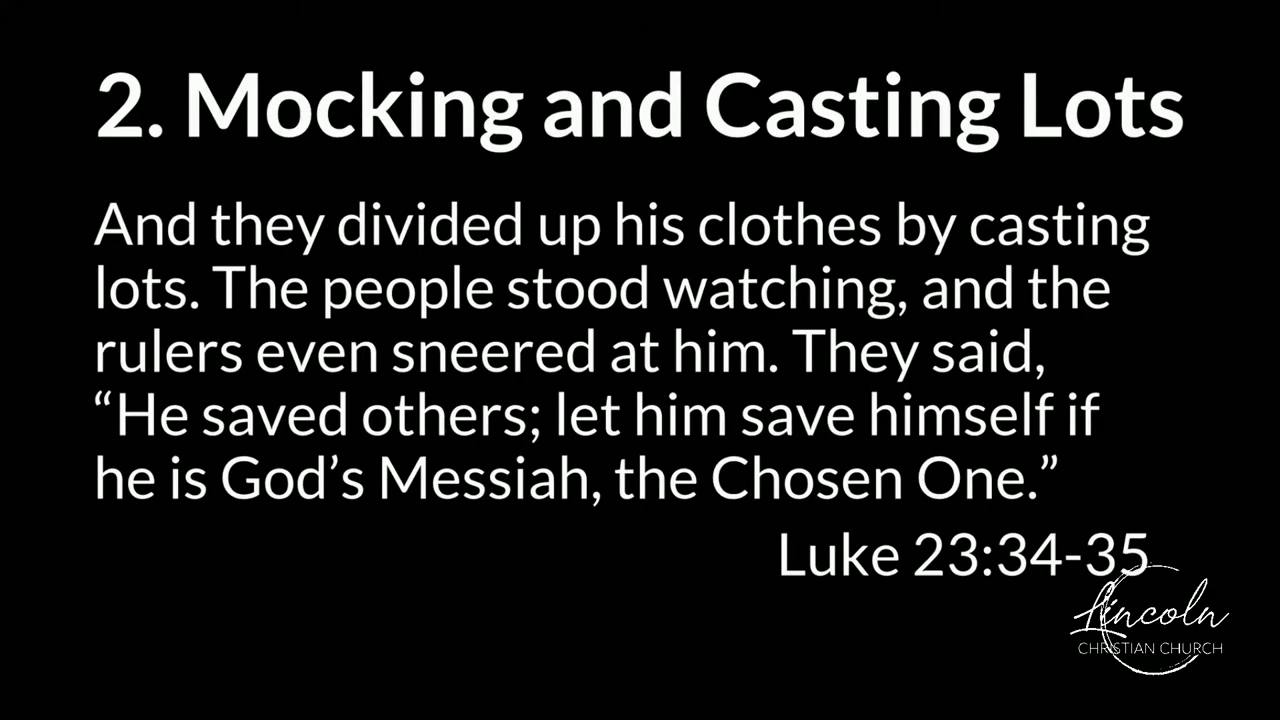 2. Mocking and Casting Lots
And they divided up his clothes by casting
lots. The people stood watching, and the
rulers even sneered at him. They said,
“He saved others; let him save himself if
he is God’s Messiah, the Chosen One.”
Luke 23:34-35
Lincoln
CHRISTIAN CHURCH